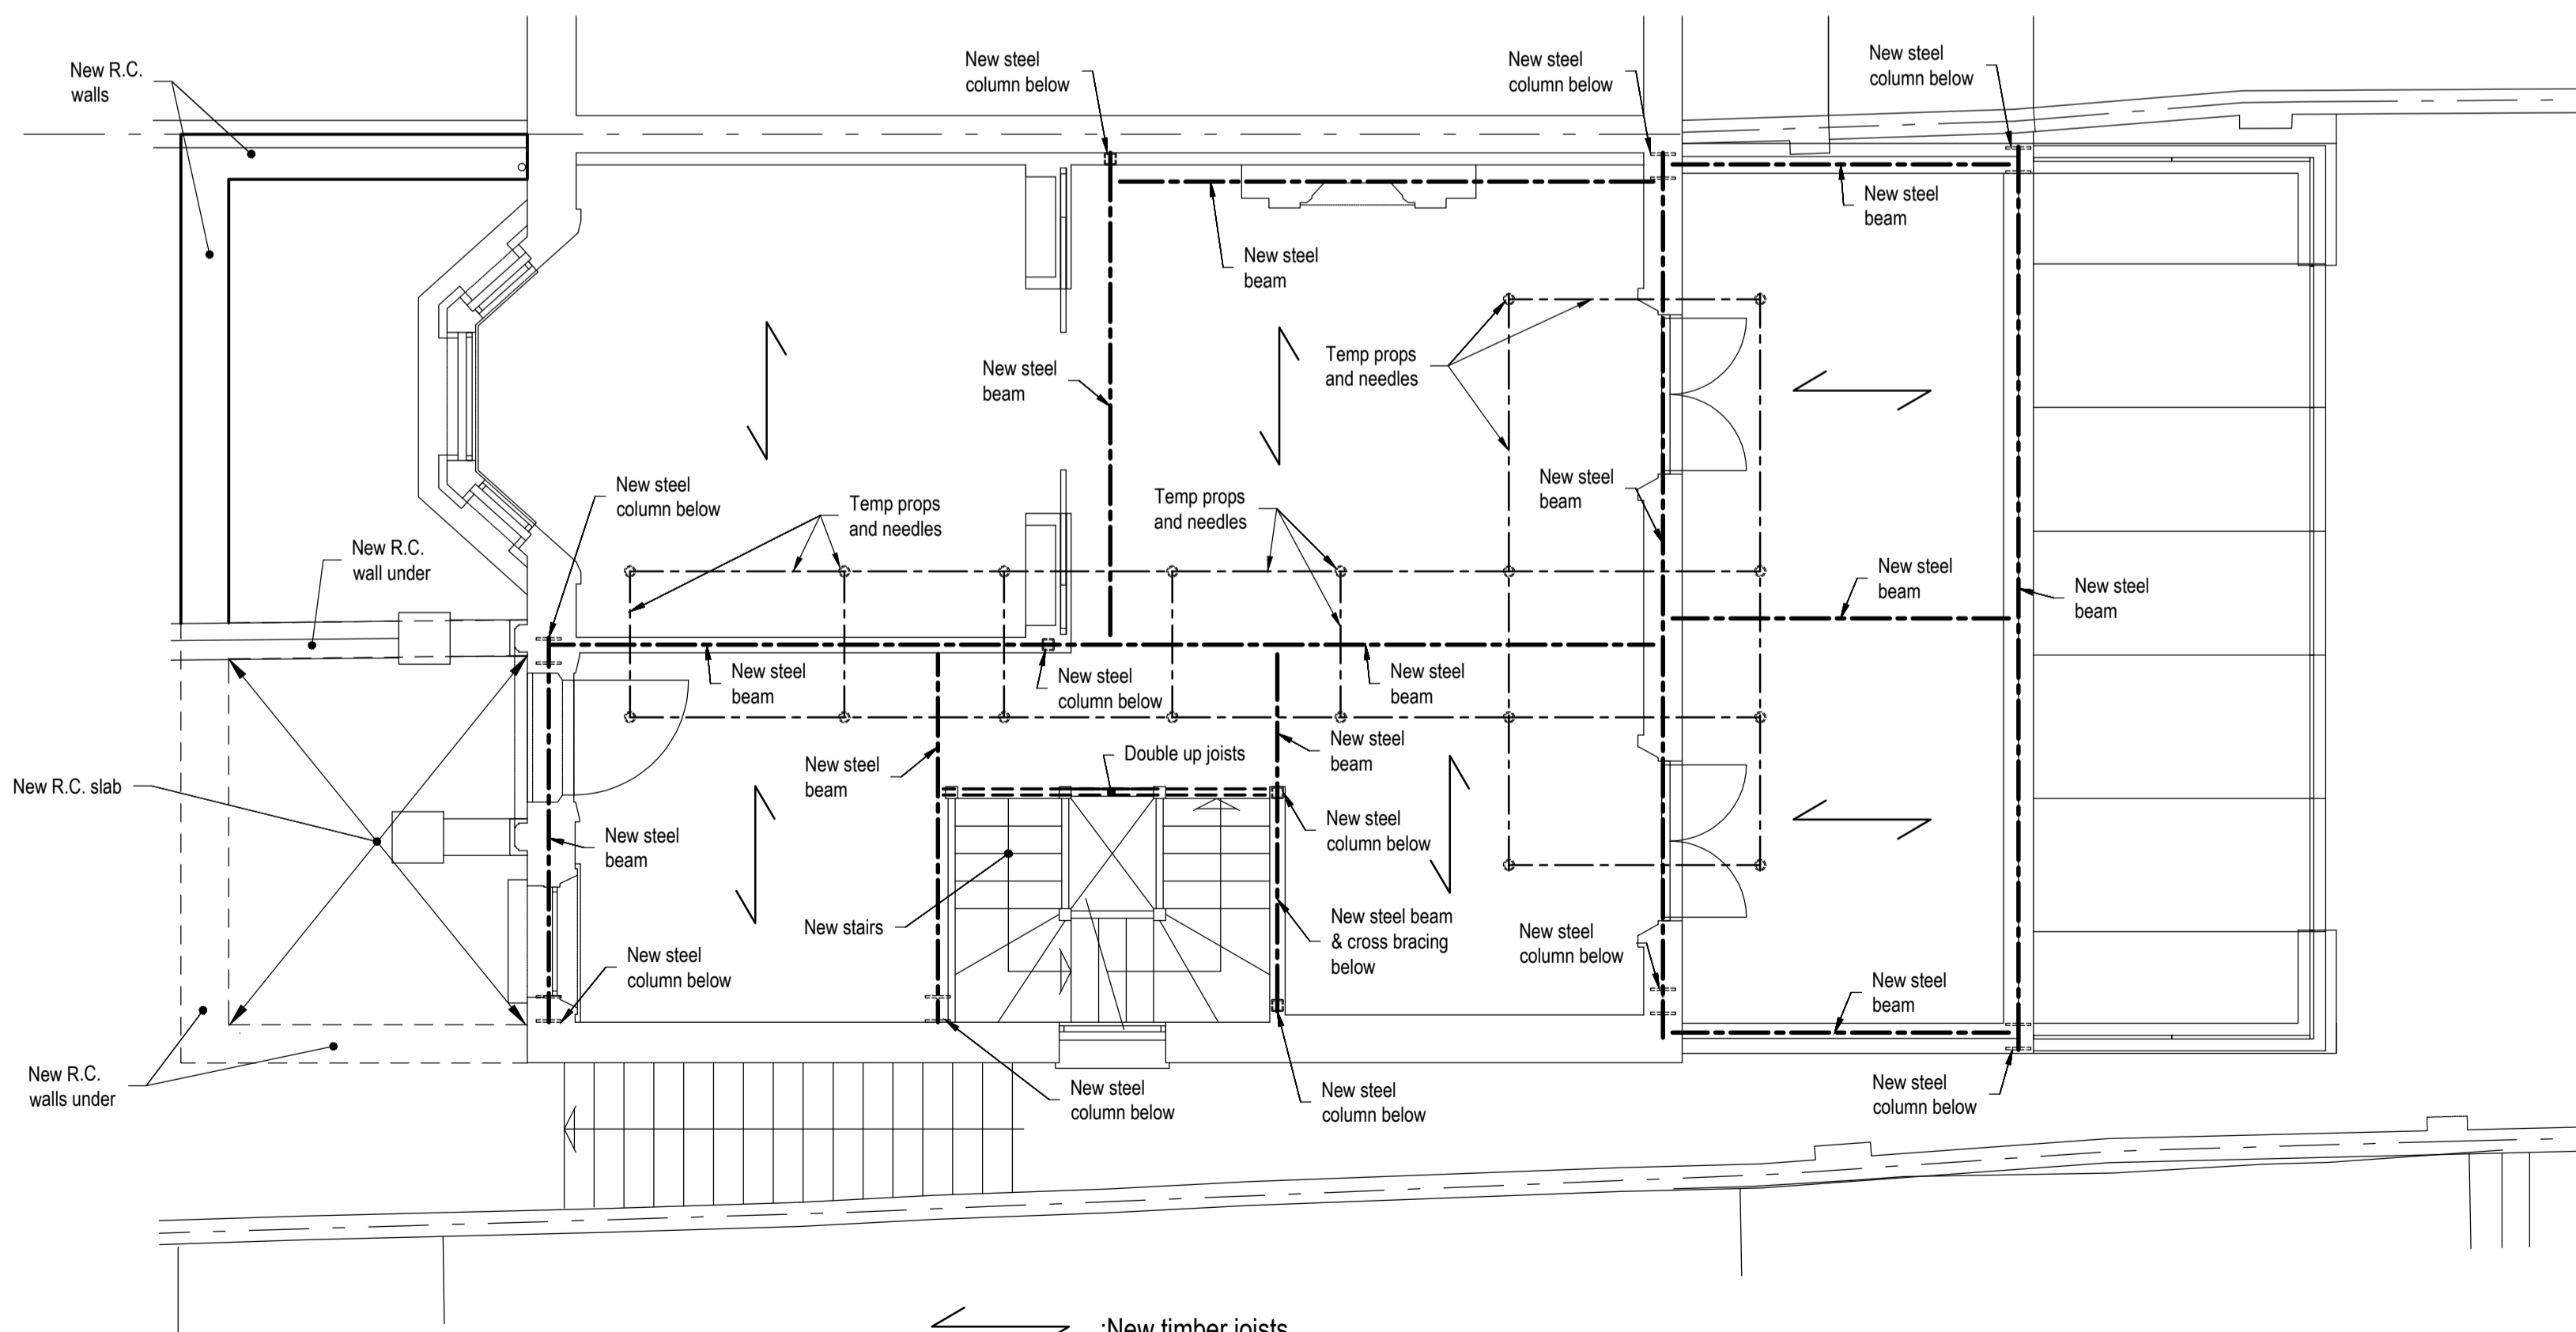 New R.C.
walls
New steel
column below
New steel
column below
New steel
column below
New steel
beam
New steel
beam
Temp props
and needles
New steel
beam
New steel
column below
Temp props
and needles
Temp props
and needles
New steel
beam
New R.C.
wall under
New steel
beam
New steel
beam
New steel
beam
New steel
column below
New steel
beam
New R.C. slab
New steel
beam
Double up joists
New steel
beam
New steel
beam
New steel
column below
New stairs
New steel beam
& cross bracing
below
New steel
column below
New steel
column below
New steel
beam
New R.C.
walls under
New steel
column below
New steel
column below
New steel
column below
:New timber joists